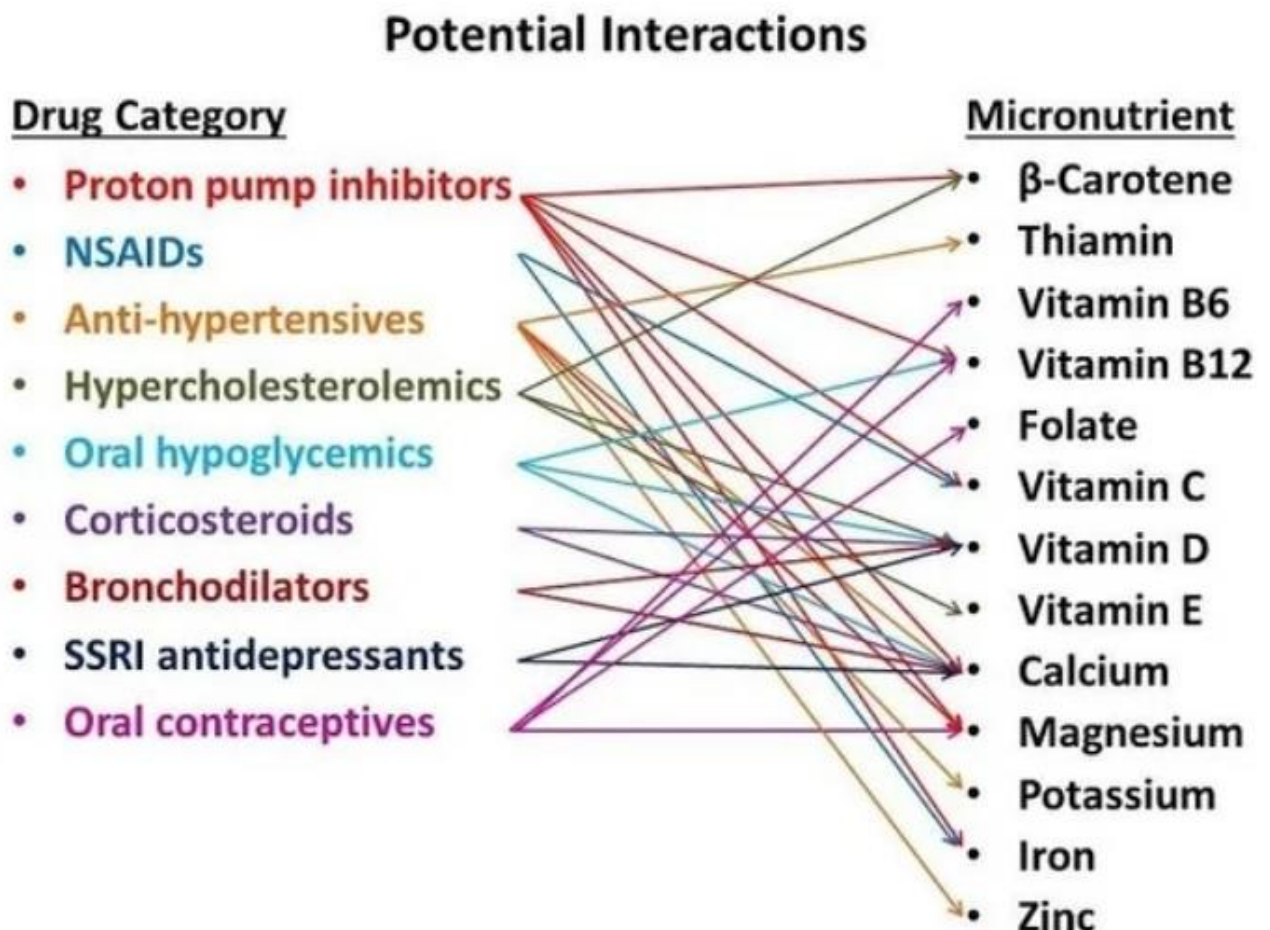 Potential Interactions
Drug Category
• Proton pump inhibitors
• NSAIDs
• Anti-hypertensives
• Hypercholesterolemics
• Oral hypoglycemics
• Corticosteroids
• Bronchodilators
• SSRI antidepressants
• Oral contraceptives
Micronutrient
• β-Carotene
• Thiamin
• Vitamin B6
• Vitamin B12
• Folate
• Vitamin C
• Vitamin D
• Vitamin E
• Calcium
• Magnesium
• Potassium
• Iron
• Zinc